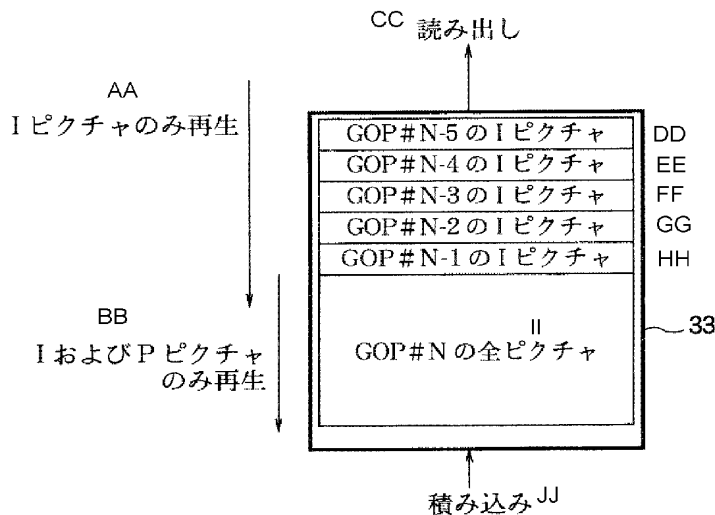 CC 読み出し
AA
Iピクチャのみ再生
GOP#N-5のIピクチャ DD
GOP#N-4のIピクチャ EE
GOP#N-3のIピクチャ FF
GOP#N-2のIピクチャ GG
GOP#N-1のIピクチャ HH
BB
IおよびPピクチャ
のみ再生
II
GOP#Nの全ピクチャ
33
積み込み JJ